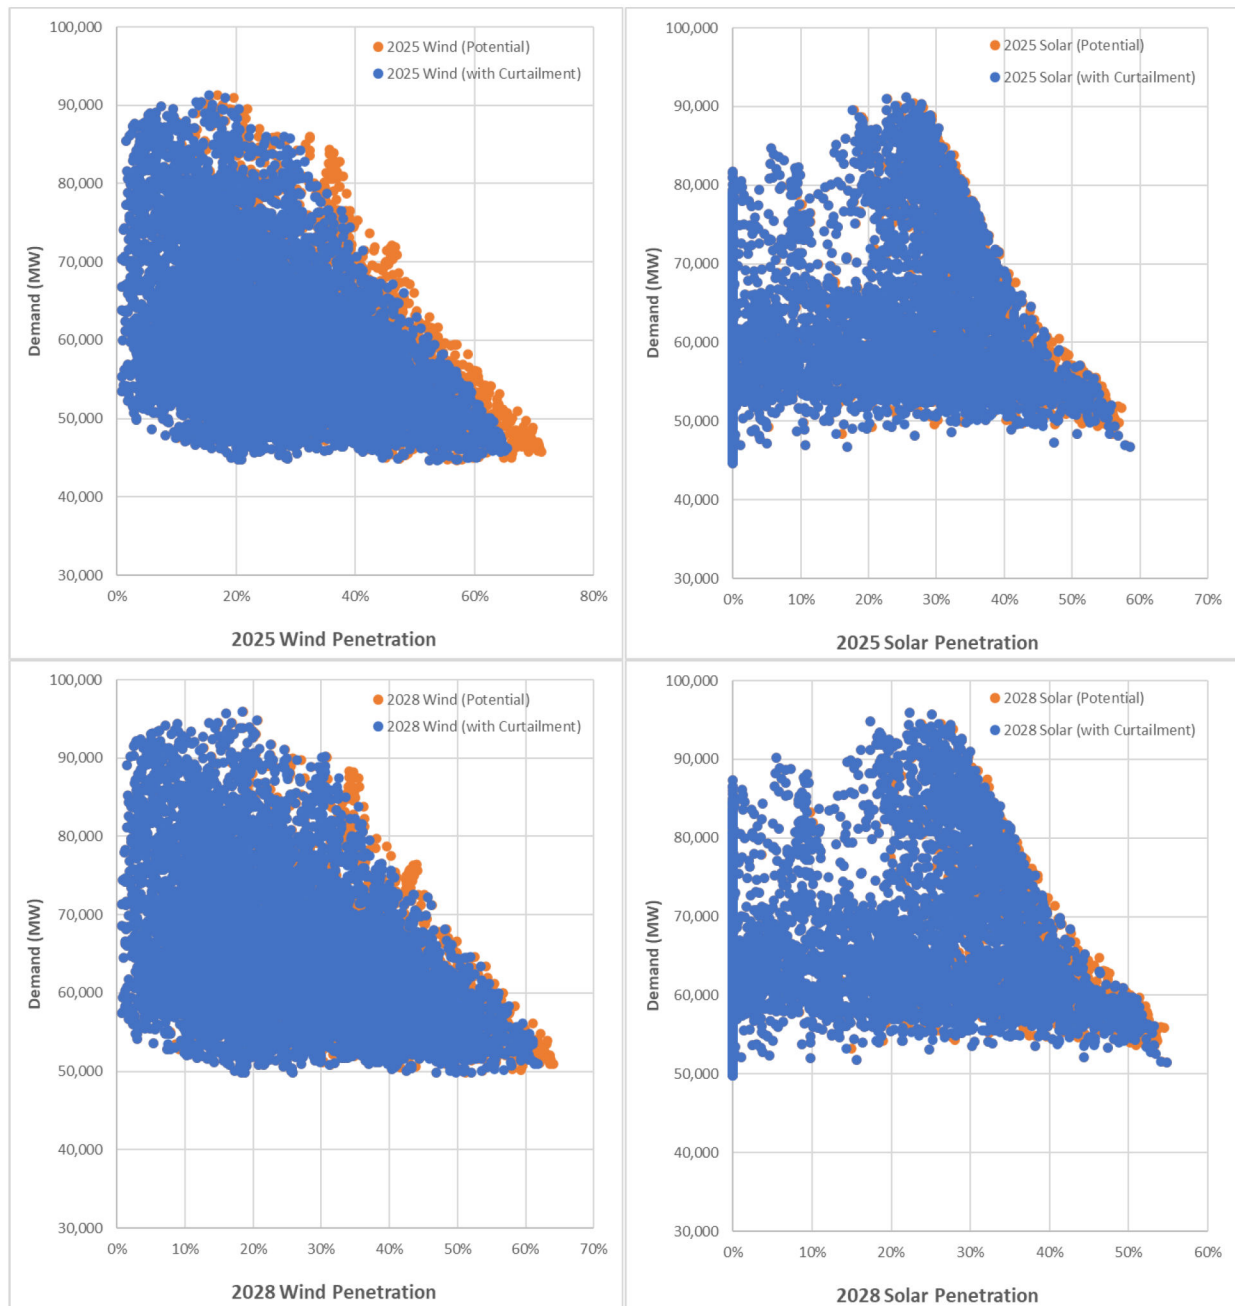 100,000
90,000
80,000
70,000
60,000
50,000
40,000
30,000
Demand (MW)
2025 Wind (Potential)
2025 Wind (with Curtailment)
0% 20% 40% 60% 80%
2025 Wind Penetration
100,000
90,000
80,000
70,000
60,000
50,000
40,000
30,000
Demand (MW)
2025 Solar (Potential)
2025 Solar (with Curtailment)
0% 10% 20% 30% 40% 50% 60% 70%
2025 Solar Penetration
100,000
90,000
80,000
70,000
60,000
50,000
40,000
30,000
Demand (MW)
2028 Wind (Potential)
2028 Wind (with Curtailment)
0% 10% 20% 30% 40% 50% 60% 70%
2028 Wind Penetration
100,000
90,000
80,000
70,000
60,000
50,000
40,000
30,000
Demand (MW)
2028 Solar (Potential)
2028 Solar (with Curtailment)
0% 10% 20% 30% 40% 50% 60%
2028 Solar Penetration